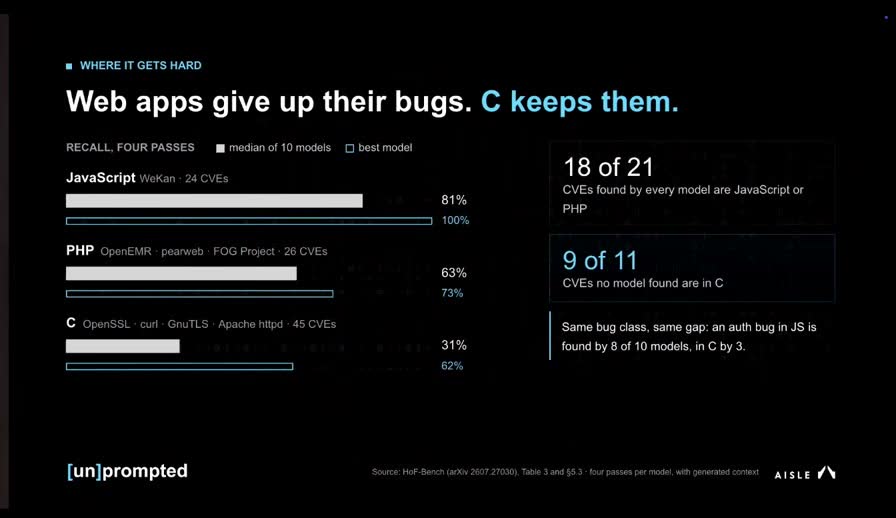 WHERE IT GETS HARD
Web apps give up their bugs. C keeps them.
RECALL, FOUR PASSES median of 10 models best model
JavaScript WeKan · 24 CVEs
81%
100%
PHP OpenEMR · pearweb · FOG Project · 26 CVEs
63%
73%
C OpenSSL · curl · GnuTLS · Apache httpd · 45 CVEs
31%
62%
18 of 21
CVEs found by every model are JavaScript or
PHP
9 of 11
CVEs no model found are in C
Same bug class, same gap: an auth bug in JS is
found by 8 of 10 models, in C by 3.
[un]prompted
Source: HoF-Bench (arXiv 2607.27030), Table 3 and §5.3 · four passes per model, with generated context
AISLE